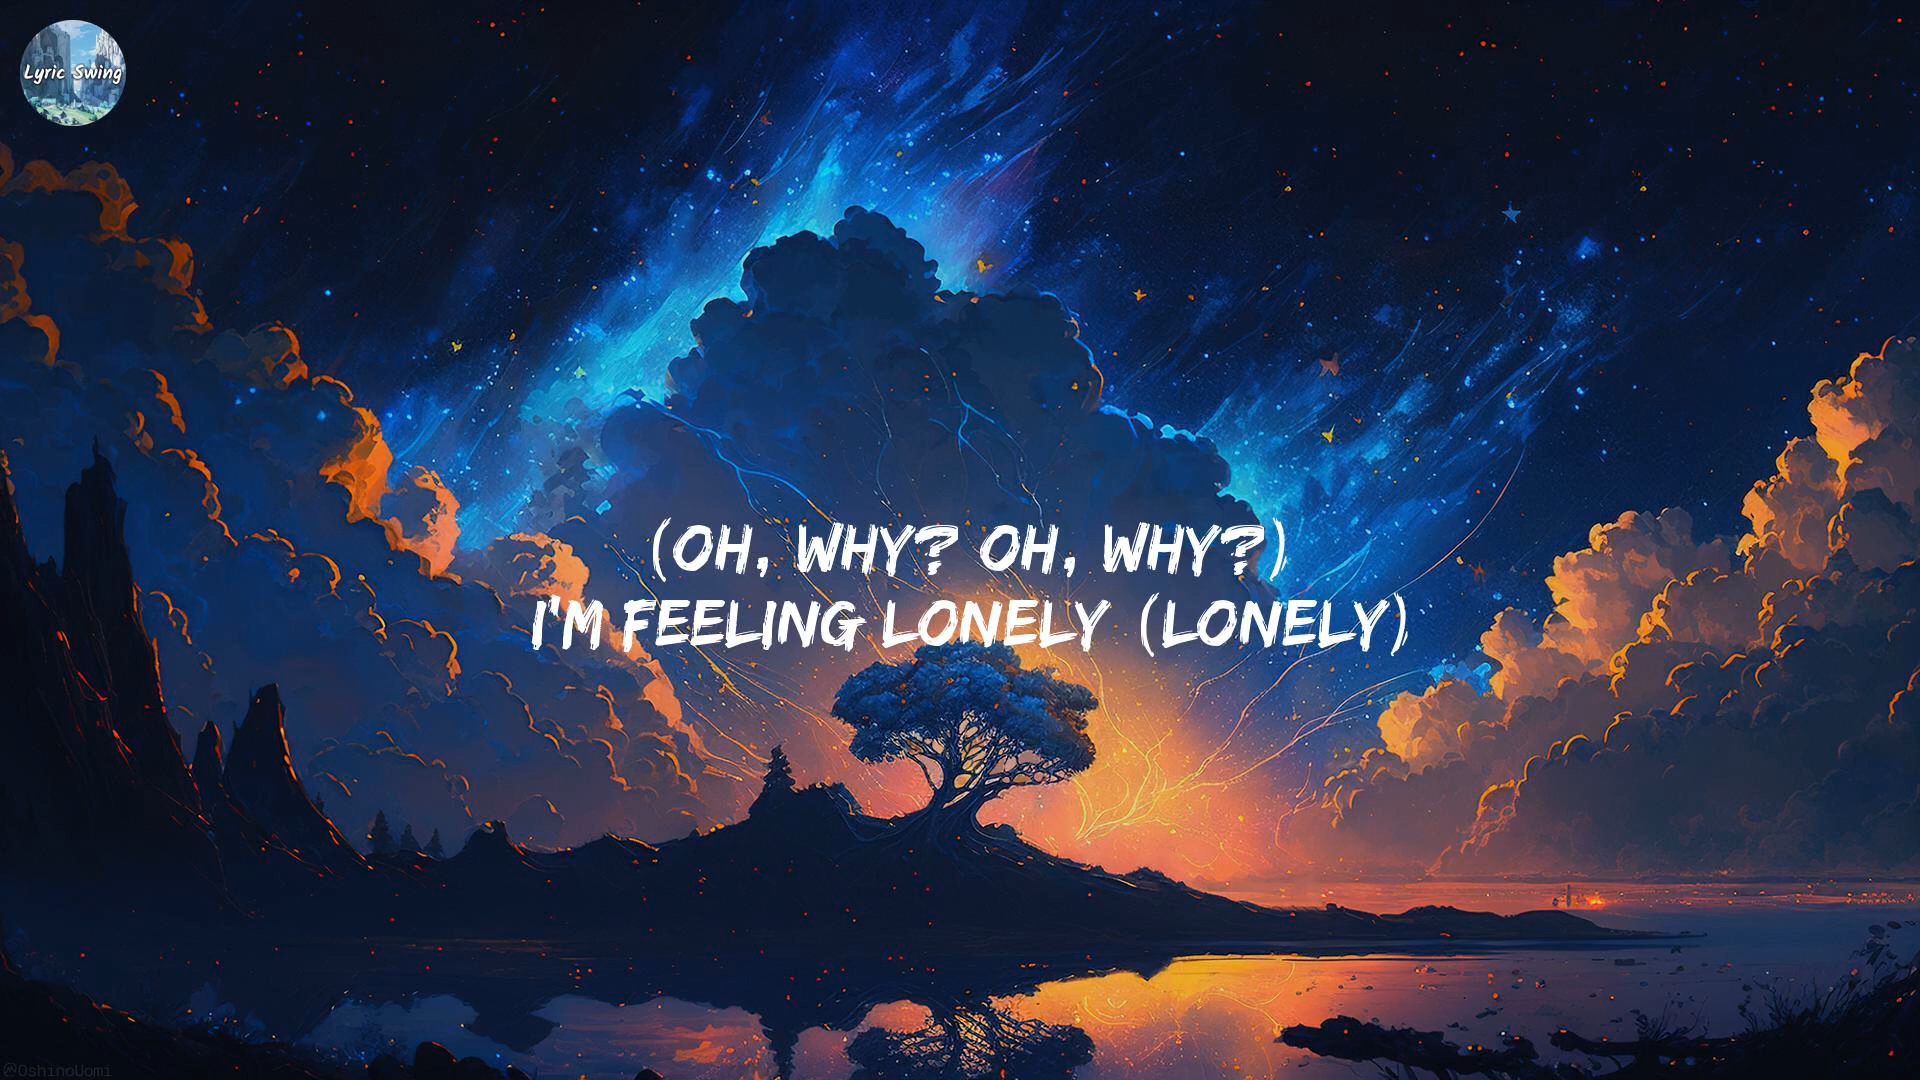 Lyric Swing
(OH, WHY? OH, WHY?)
I'M FEELING LONELY (LONELY)
@OshinoUomi